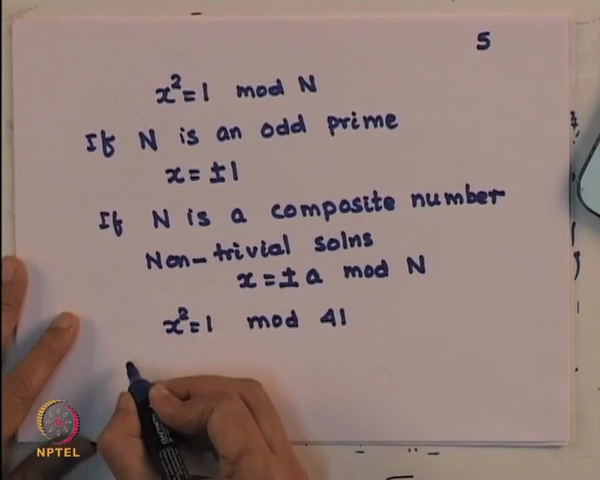 5
x² = 1 mod N
If N is an odd prime
x = ± 1
If N is a composite number
Non-trivial solns
x = ± a mod N
x² = 1 mod 41
NPTEL